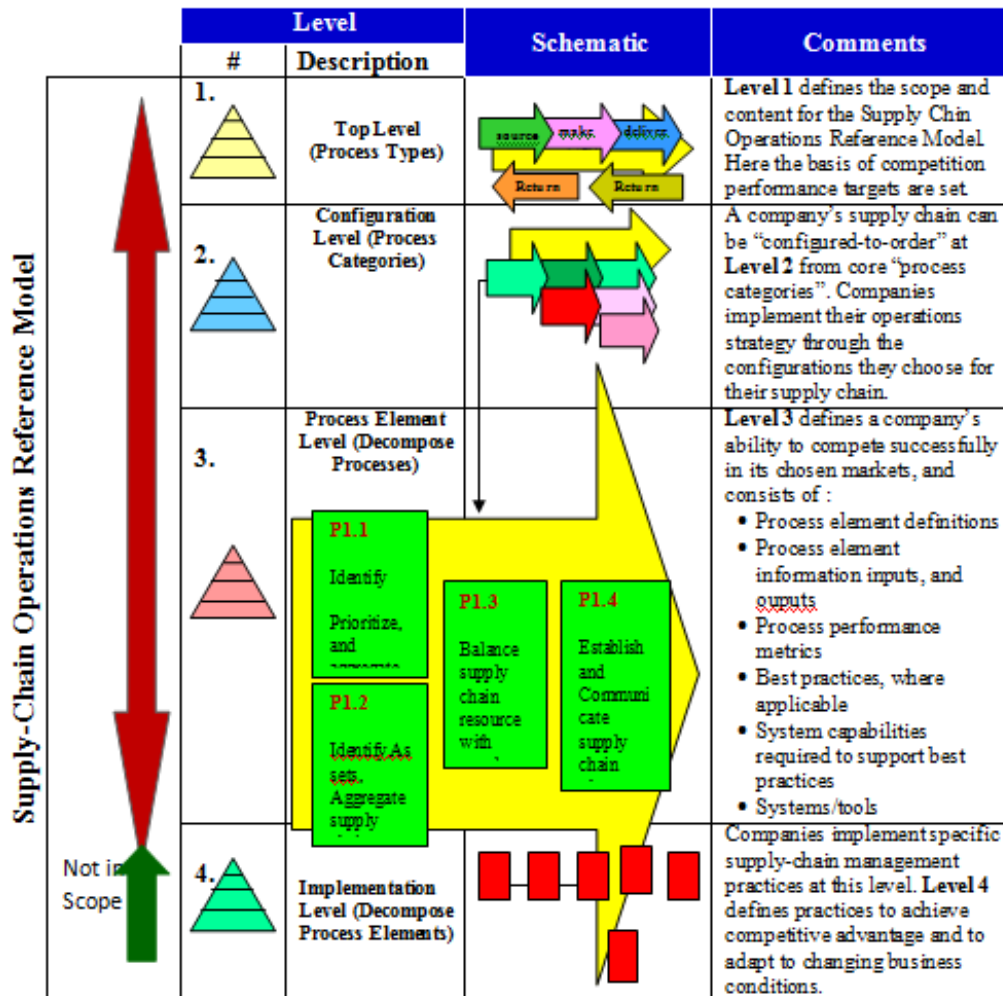 Supply-Chain Operations Reference Model
Level
Schematic
Comments
#
Description
1.
Top Level
(Process Types)
source
make.
deliver.
Return
Return
Level 1 defines the scope and
content for the Supply Chin
Operations Reference Model.
Here the basis of competition
performance targets are set.
2.
Configuration
Level (Process
Categories)
A company's supply chain can
be "configured-to-order" at
Level 2 from core "process
categories". Companies
implement their operations
strategy through the
configurations they choose for
their supply chain.
3.
Process Element
Level (Decompose
Processes)
P1.1
Identify
Prioritize,
and
aggregate
P1.2
Identify As
sets,
Aggregate
supply
P1.3
Balance
supply
chain
resource
with
P1.4
Establish
and
Communi
cate
supply
chain
Level 3 defines a company's
ability to compete successfully
in its chosen markets, and
consists of :
• Process element definitions
• Process element
information inputs, and
ouputs
• Process performance
metrics
• Best practices, where
applicable
• System capabilities
required to support best
practices
• Systems/tools
Not in
Scope
4.
Implementation
Level (Decompose
Process Elements)
Companies implement specific
supply-chain management
practices at this level. Level 4
defines practices to achieve
competitive advantage and to
adapt to changing business
conditions.